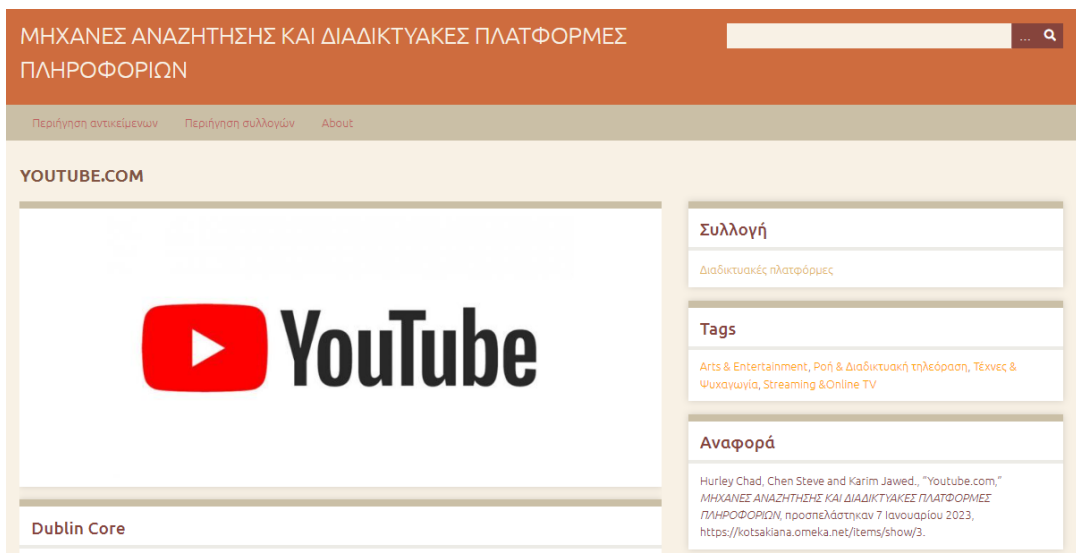 ΜΗΧΑΝΕΣ ΑΝΑΖΗΤΗΣΗΣ ΚΑΙ ΔΙΑΔΙΚΤΥΑΚΕΣ ΠΛΑΤΦΟΡΜΕΣ
ΠΛΗΡΟΦΟΡΙΩΝ
...
Περιήγηση αντικείμενων Περιήγηση συλλογών About
YOUTUBE.COM
YouTube
Dublin Core
Συλλογή
Διαδικτυακές πλατφόρμες
Tags
Arts & Entertainment, Ροή & Διαδικτυακή τηλεόραση, Τέχνες &
Ψυχαγωγία, Streaming &Online TV
Αναφορά
Hurley Chad, Chen Steve and Karim Jawed., "Youtube.com,"
ΜΗΧΑΝΕΣ ΑΝΑΖΗΤΗΣΗΣ ΚΑΙ ΔΙΑΔΙΚΤΥΑΚΕΣ ΠΛΑΤΦΟΡΜΕΣ
ΠΛΗΡΟΦΟΡΙΩΝ, προσπελάστηκαν 7 Ιανουαρίου 2023,
https://kotsakiana.omeka.net/items/show/3.